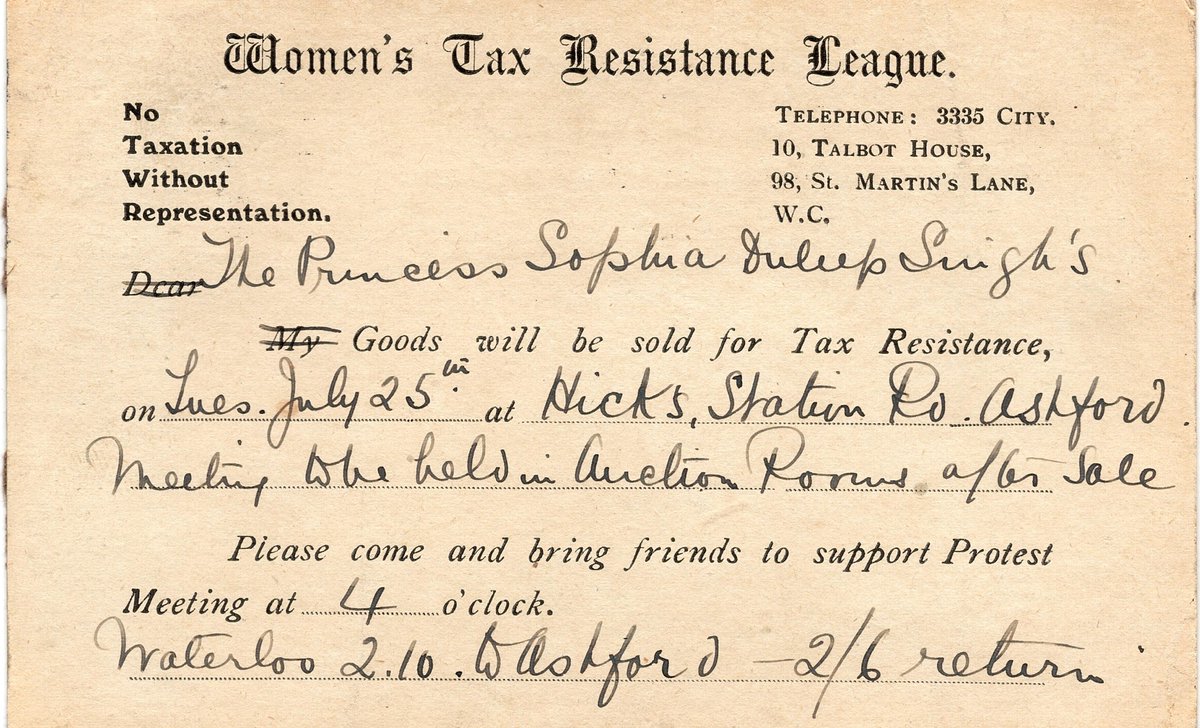 Women's Tax Resistance League.
No
Taxation
Without
Representation.
TELEPHONE: 3335 CITY.
10, TALBOT HOUSE,
98, St. MARTIN'S LANE,
W.C.
Dear The Princess Sophia Duleep Singh's
My Goods will be sold for Tax Resistance,
on Tues. July 25th. at Hicks, Station Rd. Ashford.
Meeting to be held in Auction Rooms after Sale
Please come and bring friends to support Protest
Meeting at 4 o'clock.
Waterloo 2.10. to Ashford – 2/6 return